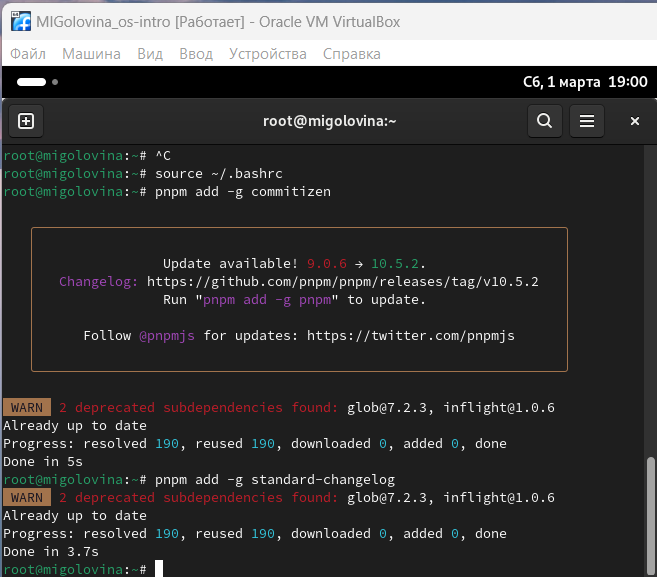 MIGolovina_os-intro [Работает] - Oracle VM VirtualBox
Файл Машина Вид Ввод Устройства Справка
Сб, 1 марта 19:00
root@migolovina:~
root@migolovina:~# ^C
root@migolovina:~# source ~/.bashrc
root@migolovina:~# pnpm add -g commitizen
Update available! 9.0.6 → 10.5.2.
Changelog: https://github.com/pnpm/pnpm/releases/tag/v10.5.2
Run "pnpm add -g pnpm" to update.
Follow @pnpmjs for updates: https://twitter.com/pnpmjs
WARN 2 deprecated subdependencies found: glob@7.2.3, inflight@1.0.6
Already up to date
Progress: resolved 190, reused 190, downloaded 0, added 0, done
Done in 5s
root@migolovina:~# pnpm add -g standard-changelog
WARN 2 deprecated subdependencies found: glob@7.2.3, inflight@1.0.6
Already up to date
Progress: resolved 190, reused 190, downloaded 0, added 0, done
Done in 3.7s
root@migolovina:~#